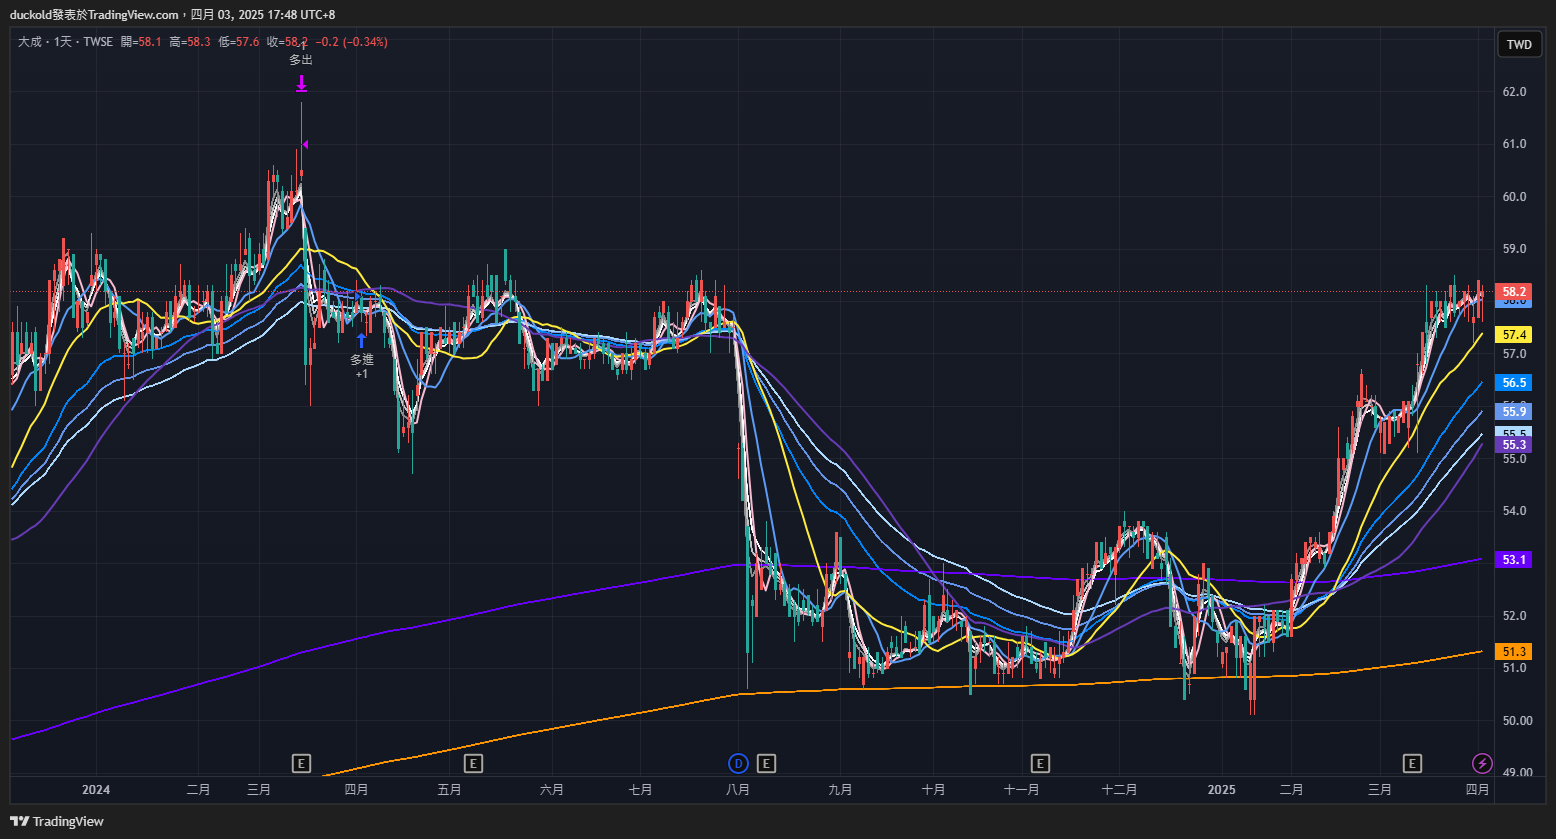 duckold發表於TradingView.com，四月 03, 2025 17:48 UTC+8
大成 · 1天 · TWSE 開=58.1 高=58.3 低=57.6 收=58.2 −0.2 (−0.34%)
TWD
-1
多出
62.0
61.0
60.0
59.0
58.2
58.0
57.4
57.0
多進
+1
56.5
55.9
55.5
55.3
55.0
54.0
53.1
52.0
51.3
51.0
50.00
49.00
E
E
D
E
E
E
2024
二月
三月
四月
五月
六月
七月
八月
九月
十月
十一月
十二月
2025
二月
三月
四月
TradingView